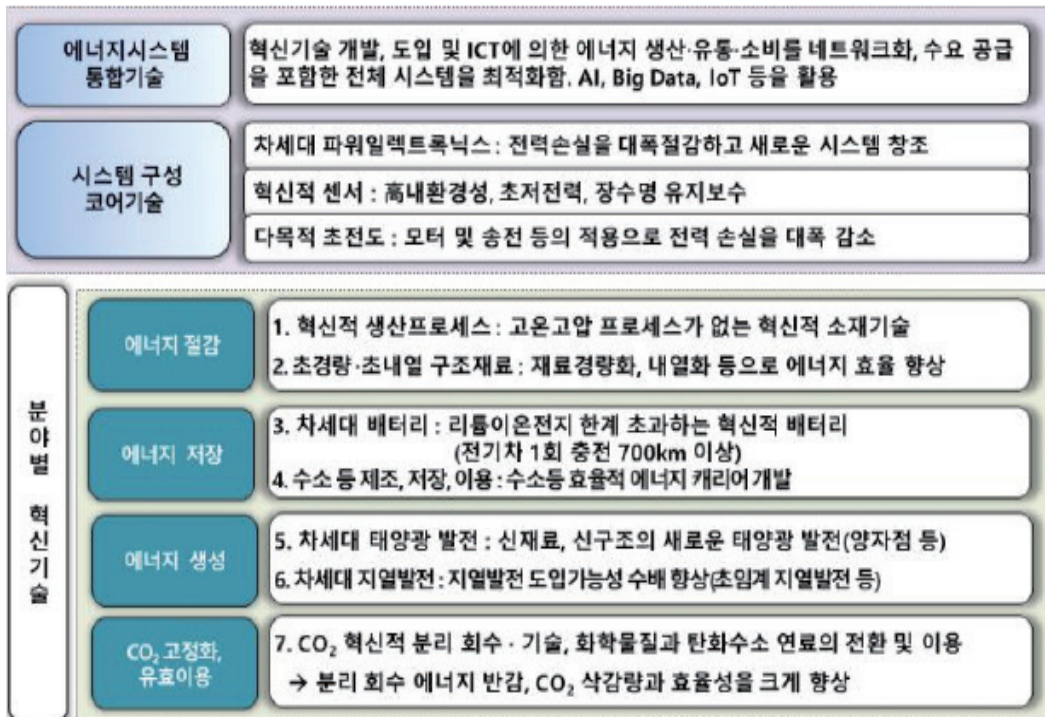 에너지시스템
통합기술
혁신기술 개발, 도입 및 ICT에 의한 에너지 생산·유통·소비를 네트워크화, 수요 공급
을 포함한 전체 시스템을 최적화함. AI, Big Data, IoT 등을 활용
시스템 구성
코어기술
차세대 파워일렉트록닉스 : 전력손실을 대폭절감하고 새로운 시스템 창조
혁신적 센서 : 高내환경성, 초저전력, 장수명 유지보수
다목적 초전도 : 모터 및 송전 등의 적용으로 전력 손실을 대폭 감소
분야별 혁신기술
에너지 절감
1. 혁신적 생산프로세스 : 고온고압 프로세스가 없는 혁신적 소재기술
2. 초경량·초내열 구조재료 : 재료경량화, 내열화 등으로 에너지 효율 향상
에너지 저장
3. 차세대 배터리 : 리튬이온전지 한계 초과하는 혁신적 배터리
(전기차 1회 충전 700km 이상)
4. 수소 등 제조, 저장, 이용 : 수소등 효율적 에너지 캐리어 개발
에너지 생성
5. 차세대 태양광 발전 : 신재료, 신구조의 새로운 태양광 발전(양자점 등)
6. 차세대 지열발전 : 지열발전 도입가능성 수배 향상(초임계 지열발전 등)
CO₂ 고정화,
유효이용
7. CO₂ 혁신적 분리 회수 · 기술, 화학물질과 탄화수소 연료의 전환 및 이용
→ 분리 회수 에너지 반감, CO₂ 삭감량과 효율성을 크게 향상